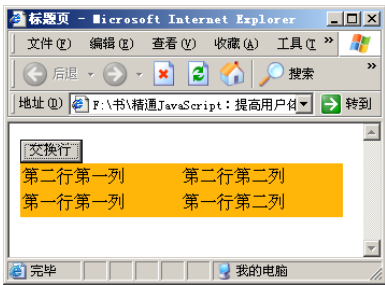 标题页 - Microsoft Internet Explorer
文件(F) 编辑(E) 查看(V) 收藏(A) 工具(T »
后退 搜索 »
地址(D) F:\书\精通JavaScript:提高用户体 转到
交换行
第二行第一列 第二行第二列
第一行第一列 第一行第二列
完毕 我的电脑